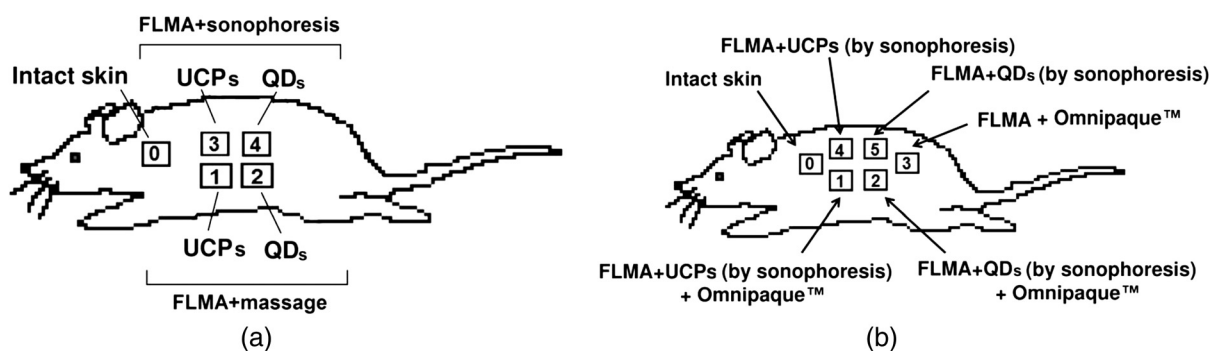 FLMA+sonophoresis
Intact skin
UCPs
QDs
0
3
4
1
2
UCPs
QDs
FLMA+massage
(a)
FLMA+UCPs (by sonophoresis)
Intact skin
FLMA+QDs (by sonophoresis)
FLMA + Omnipaque™
4
5
0
3
1
2
FLMA+UCPs (by sonophoresis)
+ Omnipaque™
FLMA+QDs (by sonophoresis)
+ Omnipaque™
(b)